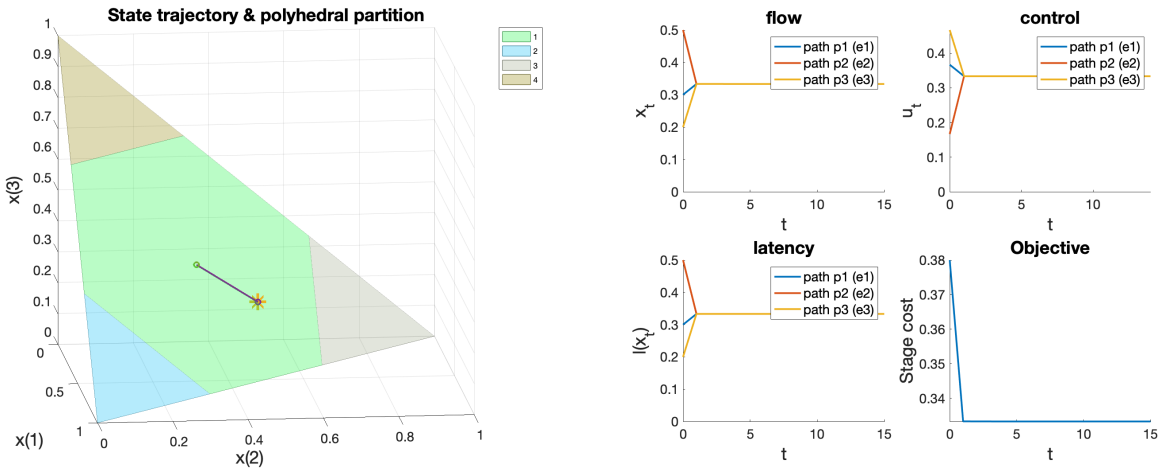 State trajectory & polyhedral partition
1
2
3
4
x(3)
1
0.9
0.8
0.7
0.6
0.5
0.4
0.3
0.2
0.1
0
0
0.5
1
x(1)
0
0.2
0.4
0.6
0.8
1
x(2)
flow
path p1 (e1)
path p2 (e2)
path p3 (e3)
x_t
0.5
0.4
0.3
0.2
0.1
0
0
5
10
15
t
control
path p1 (e1)
path p2 (e2)
path p3 (e3)
u_t
0.4
0.3
0.2
0.1
0
0
5
10
t
latency
path p1 (e1)
path p2 (e2)
path p3 (e3)
l(x_t)
0.5
0.4
0.3
0.2
0.1
0
0
5
10
15
t
Objective
Stage cost
0.38
0.37
0.36
0.35
0.34
0
5
10
15
t